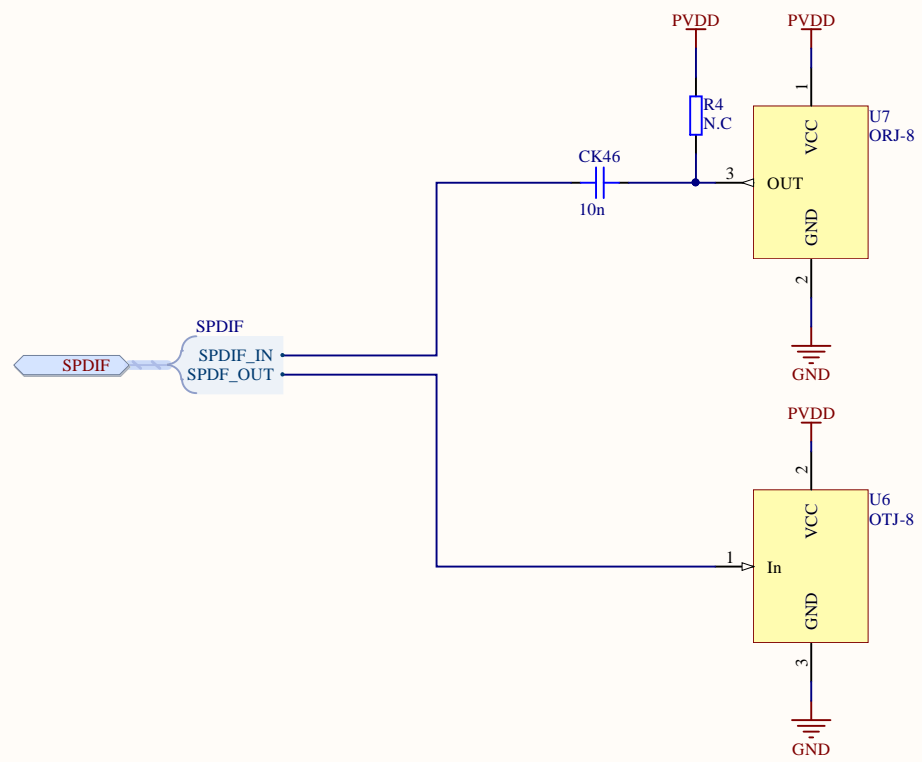 PVDD
PVDD
1
R4
N.C
U7
ORJ-8
VCC
CK46
3
OUT
10n
GND
2
SPDIF
SPDIF_IN
SPDIF
SPDF_OUT
GND
PVDD
2
U6
OTJ-8
VCC
1
In
GND
3
GND